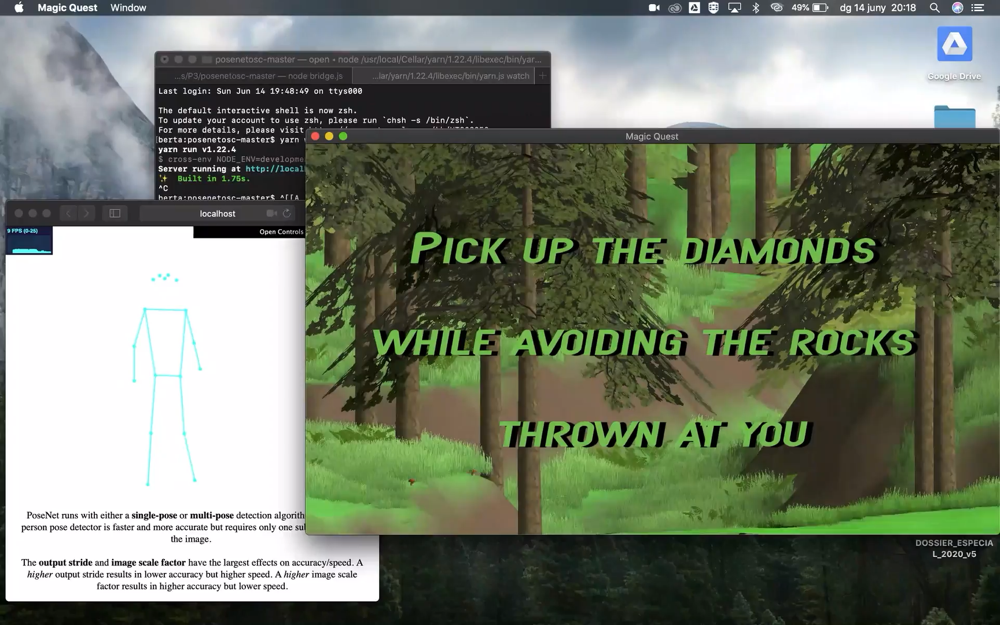 Magic Quest Window 49% dg 14 juny 20:18
Google Drive
posenetosc-master — open • node /usr/local/Cellar/yarn/1.22.4/libexec/bin/yar...
...s/P3/posenetosc-master — node bridge.js ...lar/yarn/1.22.4/libexec/bin/yarn.js watch
Last login: Sun Jun 14 19:48:49 on ttys000
The default interactive shell is now zsh.
To update your account to use zsh, please run `chsh -s /bin/zsh`.
For more details, please visit
[berta:posenetosc-master$ yarn
yarn run v1.22.4
$ cross-env NODE_ENV=developme
Server running at http://local
✨ Built in 1.75s.
^C
berta:posenetosc-master$ ^[[A
Magic Quest
PICK UP THE DIAMONDS
WHILE AVOIDING THE ROCKS
THROWN AT YOU
localhost
9 FPS (0-25)
Open Controls
PoseNet runs with either a single-pose or multi-pose detection algorith
person pose detector is faster and more accurate but requires only one su
the image.
The output stride and image scale factor have the largest effects on accuracy/speed. A
higher output stride results in lower accuracy but higher speed. A higher image scale
factor results in higher accuracy but lower speed.
DOSSIER_ESPECIA
L_2020_v5